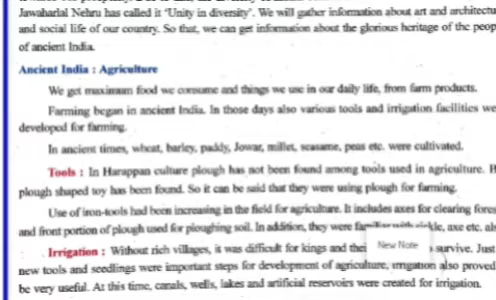 Jawaharlal Nehru has called it 'Unity in diversity'. We will gather information about art and architectu
and social life of our country. So that, we can get information about the glorious heritage of the peop
of ancient India.
Ancient India : Agriculture
We get maximum food we consume and things we use in our daily life, from farm products.
Farming began in ancient India. In those days also various tools and irrigation facilities we
developed for farming.
In ancient times, wheat, barley, paddy, Jowar, millet, seasame, peas etc. were cultivated.
Tools : In Harappan culture plough has not been found among tools used in agriculture. H
plough shaped toy has been found. So it can be said that they were using plough for farming.
Use of iron-tools had been increasing in the field for agriculture. It includes axes for clearing fores
and front portion of plough used for ploughing soil. In addition, they were familiar with sickle, axe etc. als
Irrigation : Without rich villages, it was difficult for kings and thei survive. Just
New Note
new tools and seedlings were important steps for development of agriculture, irrigation also proved
be very useful. At this time, canals, wells, lakes and artificial reservoirs were created for irrigation.